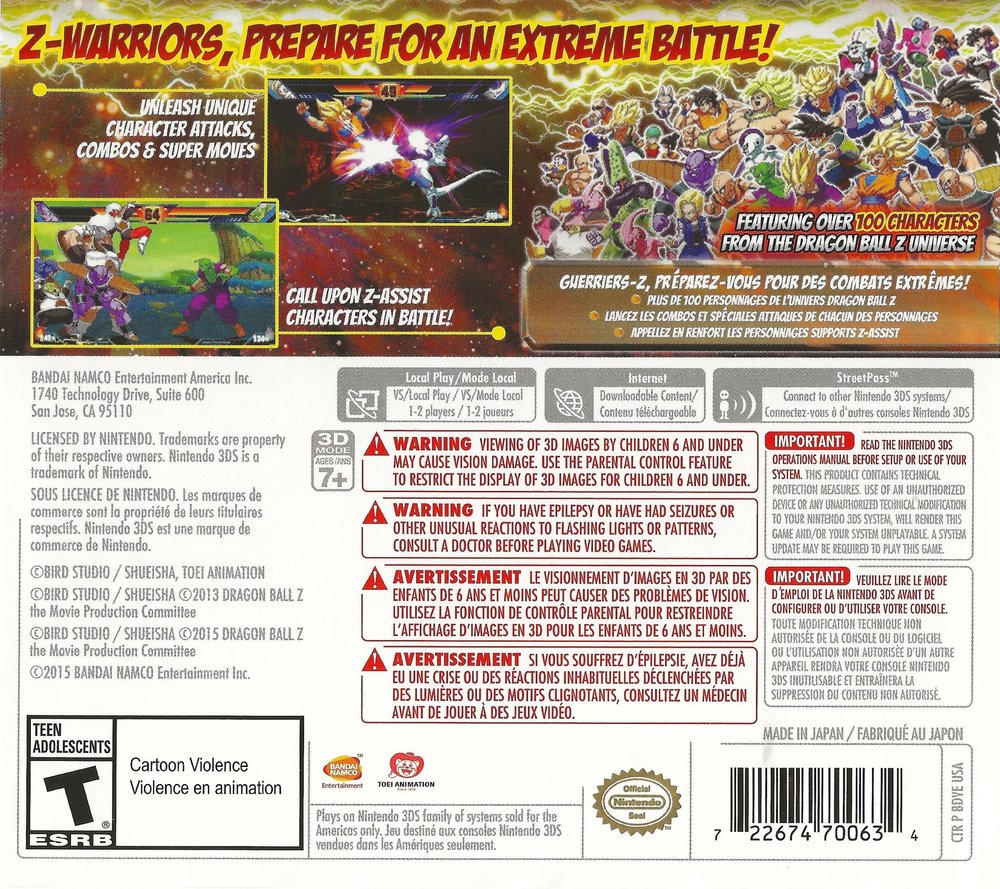 Z-WARRIORS, PREPARE FOR AN EXTREME BATTLE!
UNLEASH UNIQUE
CHARACTER ATTACKS,
COMBOS & SUPER MOVES
49
64
141
134
CALL UPON Z-ASSIST
CHARACTERS IN BATTLE!
FEATURING OVER 100 CHARACTERS
FROM THE DRAGON BALL Z UNIVERSE
GUERRIERS-Z, PRÉPAREZ-VOUS POUR DES COMBATS EXTRÊMES!
PLUS DE 100 PERSONNAGES DE L'UNIVERS DRAGON BALL Z
LANCEZ LES COMBOS ET SPÉCIALES ATTAQUES DE CHACUN DES PERSONNAGES
APPELEZ EN RENFORT LES PERSONNAGES SUPPORTS Z-ASSIST
BANDAI NAMCO Entertainment America Inc.
1740 Technology Drive, Suite 600
San Jose, CA 95110
LICENSED BY NINTENDO. Trademarks are property
of their respective owners. Nintendo 3DS is a
trademark of Nintendo.
SOUS LICENCE DE NINTENDO. Les marques de
commerce sont la propriété de leurs titulaires
respectifs. Nintendo 3DS est une marque de
commerce de Nintendo.
©BIRD STUDIO / SHUEISHA, TOEI ANIMATION
©BIRD STUDIO / SHUEISHA ©2013 DRAGON BALL Z
the Movie Production Committee
©BIRD STUDIO / SHUEISHA ©2015 DRAGON BALL Z
the Movie Production Committee
©2015 BANDAI NAMCO Entertainment Inc.
Local Play/Mode Local
VS/Local Play / VS/Mode Local
1-2 players / 1-2 joueurs
Internet
Downloadable Content/
Contenu téléchargeable
StreetPass™
Connect to other Nintendo 3DS systems/
Connectez-vous à d'autres consoles Nintendo 3DS
3D
MODE
AGES/ANS
7+
WARNING VIEWING OF 3D IMAGES BY CHILDREN 6 AND UNDER
MAY CAUSE VISION DAMAGE. USE THE PARENTAL CONTROL FEATURE
TO RESTRICT THE DISPLAY OF 3D IMAGES FOR CHILDREN 6 AND UNDER.
WARNING IF YOU HAVE EPILEPSY OR HAVE HAD SEIZURES OR
OTHER UNUSUAL REACTIONS TO FLASHING LIGHTS OR PATTERNS,
CONSULT A DOCTOR BEFORE PLAYING VIDEO GAMES.
AVERTISSEMENT LE VISIONNEMENT D'IMAGES EN 3D PAR DES
ENFANTS DE 6 ANS ET MOINS PEUT CAUSER DES PROBLÈMES DE VISION.
UTILISEZ LA FONCTION DE CONTRÔLE PARENTAL POUR RESTREINDRE
L'AFFICHAGE D'IMAGES EN 3D POUR LES ENFANTS DE 6 ANS ET MOINS.
AVERTISSEMENT SI VOUS SOUFFREZ D'ÉPILEPSIE, AVEZ DÉJÀ
EU UNE CRISE OU DES RÉACTIONS INHABITUELLES DÉCLENCHÉES PAR
DES LUMIÈRES OU DES MOTIFS CLIGNOTANTS, CONSULTEZ UN MÉDECIN
AVANT DE JOUER À DES JEUX VIDÉO.
IMPORTANT! READ THE NINTENDO 3DS
OPERATIONS MANUAL BEFORE SETUP OR USE OF YOUR
SYSTEM. THIS PRODUCT CONTAINS TECHNICAL
PROTECTION MEASURES. USE OF AN UNAUTHORIZED
DEVICE OR ANY UNAUTHORIZED TECHNICAL MODIFICATION
TO YOUR NINTENDO 3DS SYSTEM, WILL RENDER THIS
GAME AND/OR YOUR SYSTEM UNPLAYABLE. A SYSTEM
UPDATE MAY BE REQUIRED TO PLAY THIS GAME.
IMPORTANT! VEUILLEZ LIRE LE MODE
D'EMPLOI DE LA NINTENDO 3DS AVANT DE
CONFIGURER OU D'UTILISER VOTRE CONSOLE.
TOUTE MODIFICATION TECHNIQUE NON
AUTORISÉE DE LA CONSOLE OU DU LOGICIEL
OU L'UTILISATION NON AUTORISÉE D'UN AUTRE
APPAREIL RENDRA VOTRE CONSOLE NINTENDO
3DS INUTILISABLE ET ENTRAÎNERA LA
SUPPRESSION DU CONTENU NON AUTORISÉ.
MADE IN JAPAN / FABRIQUÉ AU JAPON
TEEN
ADOLESCENTS
T®
ESRB
Cartoon Violence
Violence en animation
BANDAI
NAMCO™
Entertainment
TOEI ANIMATION
Since 1956
Plays on Nintendo 3DS family of systems sold for the
Americas only. Jeu destiné aux consoles Nintendo 3DS
vendues dans les Amériques seulement.
Official
Nintendo
Seal™
7 22674 70063 4
CTR P BDVE USA